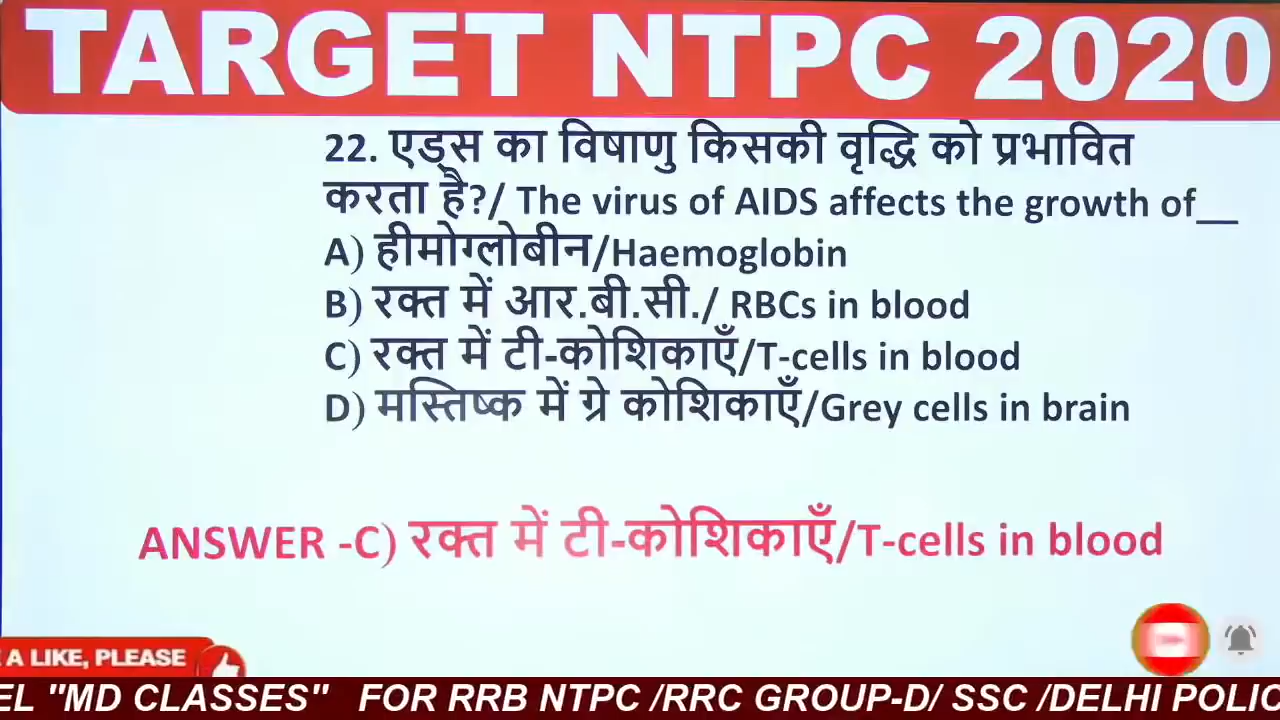 TARGET NTPC 2020
22. एड्स का विषाणु किसकी वृद्धि को प्रभावित
करता है?/ The virus of AIDS affects the growth of__
A) हीमोग्लोबीन/Haemoglobin
B) रक्त में आर.बी.सी./ RBCs in blood
C) रक्त में टी-कोशिकाएँ/T-cells in blood
D) मस्तिष्क में ग्रे कोशिकाएँ/Grey cells in brain
ANSWER -C) रक्त में टी-कोशिकाएँ/T-cells in blood
A LIKE, PLEASE
"MD CLASSES" FOR RRB NTPC /RRC GROUP-D/ SSC /DELHI